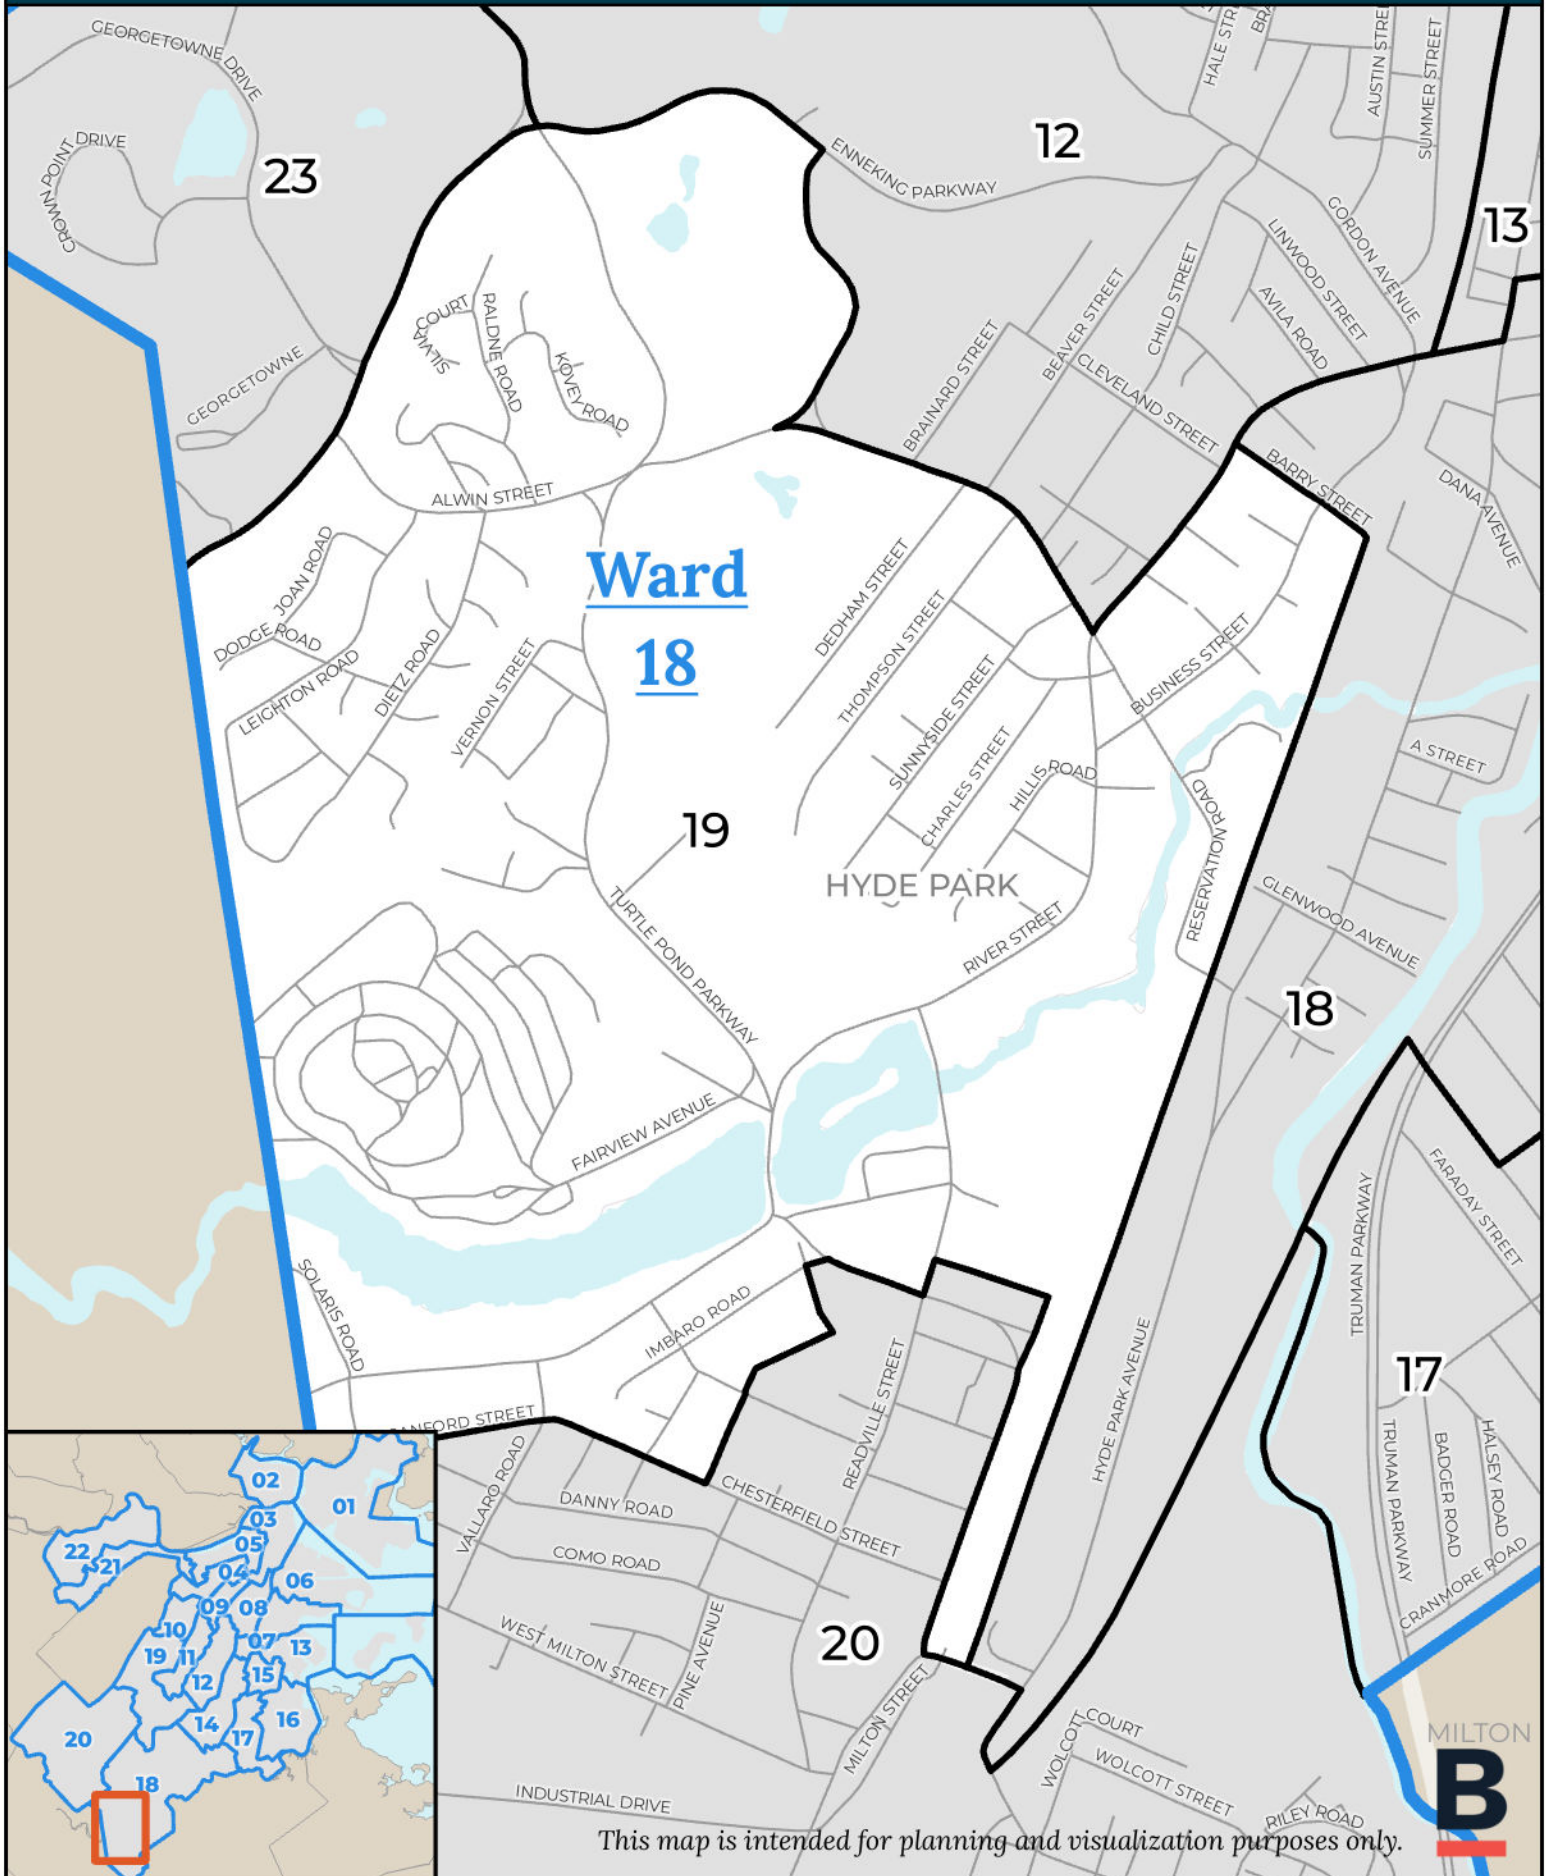 GEORGETOWNE DRIVE
HALE STR
BRA
AUSTIN STREE
SUMMER STREET
CROWN POINT DRIVE
23
12
ENNEKING PARKWAY
13
GORDON AVENUE
LINWOOD STREET
AVILA ROAD
CHILD STREET
BEAVER STREET
CLEVELAND STREET
BRAINARD STREET
SILVIA COURT
RALDNE ROAD
KOVEY ROAD
GEORGETOWNE
ALWIN STREET
BARRY STREET
DANA AVENUE
JOAN ROAD
DODGE ROAD
LEIGHTON ROAD
DIETZ ROAD
VERNON STREET
Ward
18
DEDHAM STREET
THOMPSON STREET
SUNNYSIDE STREET
CHARLES STREET
HILLIS ROAD
BUSINESS STREET
A STREET
19
HYDE PARK
RESERVATION ROAD
GLENWOOD AVENUE
RIVER STREET
TURTLE POND PARKWAY
18
FAIRVIEW AVENUE
FARADAY STREET
TRUMAN PARKWAY
SOLARIS ROAD
IMBARO ROAD
READVILLE STREET
HYDE PARK AVENUE
17
ANFORD STREET
TRUMAN PARKWAY
BADGER ROAD
HALSEY ROAD
CRANMORE ROAD
VALLARO ROAD
DANNY ROAD
CHESTERFIELD STREET
COMO ROAD
WEST MILTON STREET
PINE AVENUE
20
MILTON STREET
WOLCOTT COURT
WOLCOTT STREET
RILEY ROAD
INDUSTRIAL DRIVE
MILTON
B
02
01
03
05
22
21
04
06
09
08
10
07
13
19
11
12
15
14
16
17
20
18
This map is intended for planning and visualization purposes only.